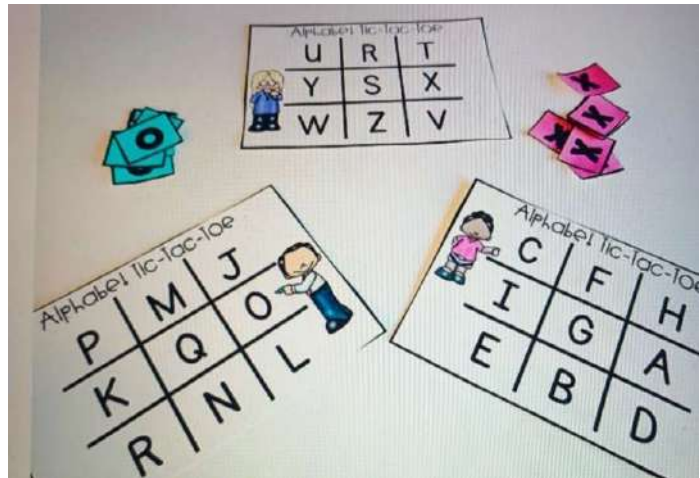 Alphabet Tic-Tac-Toe
U R T
Y S X
W Z V
O
O
X
X
X
Alphabet Tic-Tac-Toe
P M J
K Q O
R N L
Alphabet Tic-Tac-Toe
C F H
I G A
E B D